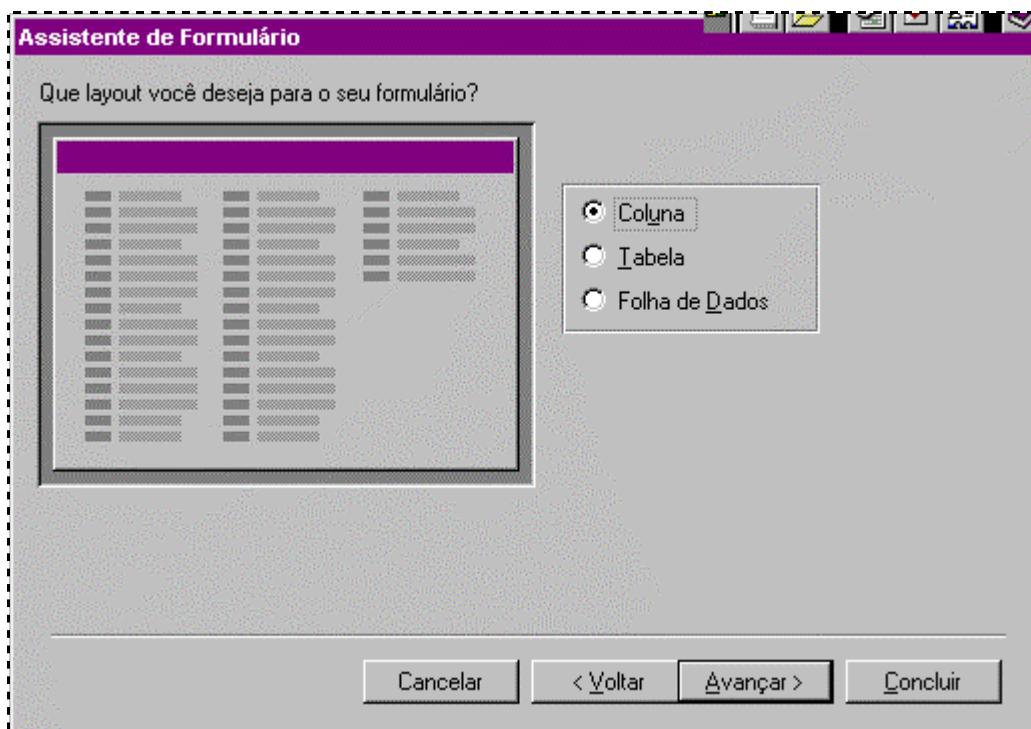 Assistente de Formulário
Que layout você deseja para o seu formulário?
Coluna
Tabela
Folha de Dados
Cancelar
< Voltar
Avançar >
Concluir